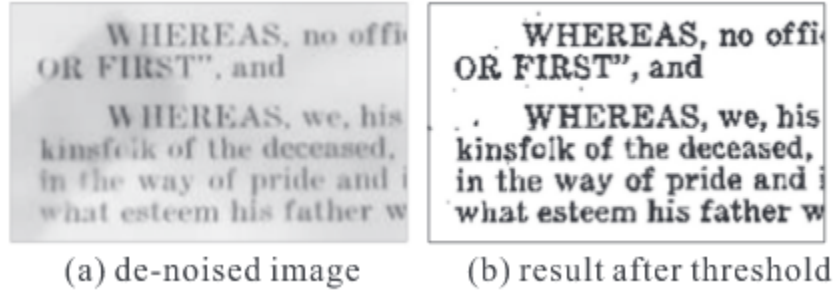 WHEREAS, no offi
OR FIRST", and
WHEREAS, we, his
kinsfolk of the deceased,
in the way of pride and i
what esteem his father w
(a) de-noised image
WHEREAS, no offi
OR FIRST", and
WHEREAS, we, his
kinsfolk of the deceased,
in the way of pride and i
what esteem his father w
(b) result after threshold